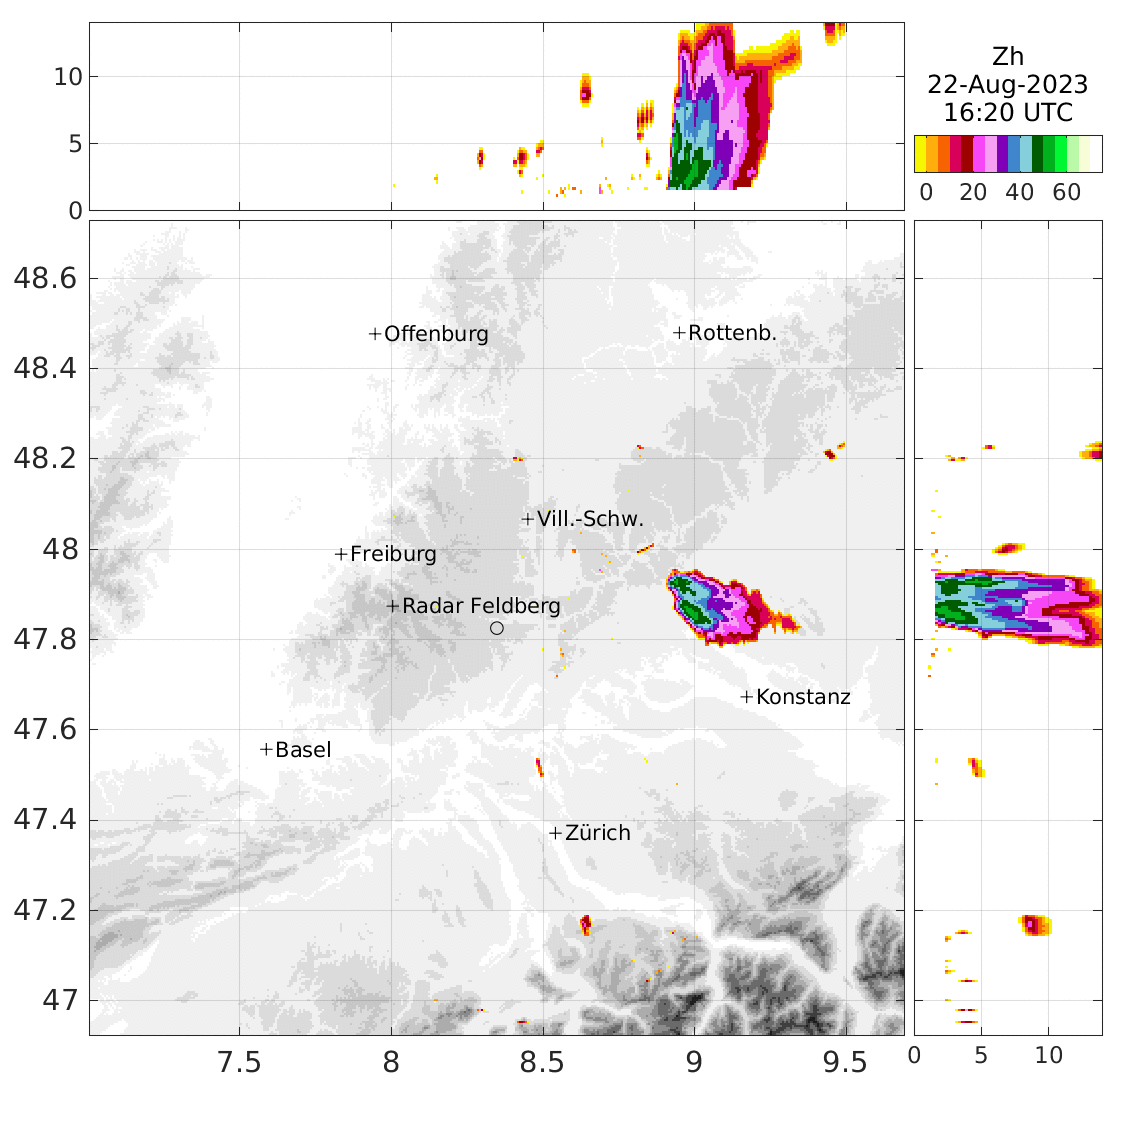 10
5
0
Zh
22-Aug-2023
16:20 UTC
0 20 40 60
48.6
48.4
48.2
48
47.8
47.6
47.4
47.2
47
Offenburg
Rottenb.
Vill.-Schw.
Freiburg
Radar Feldberg
Konstanz
Basel
Zürich
7.5 8 8.5 9 9.5
0 5 10